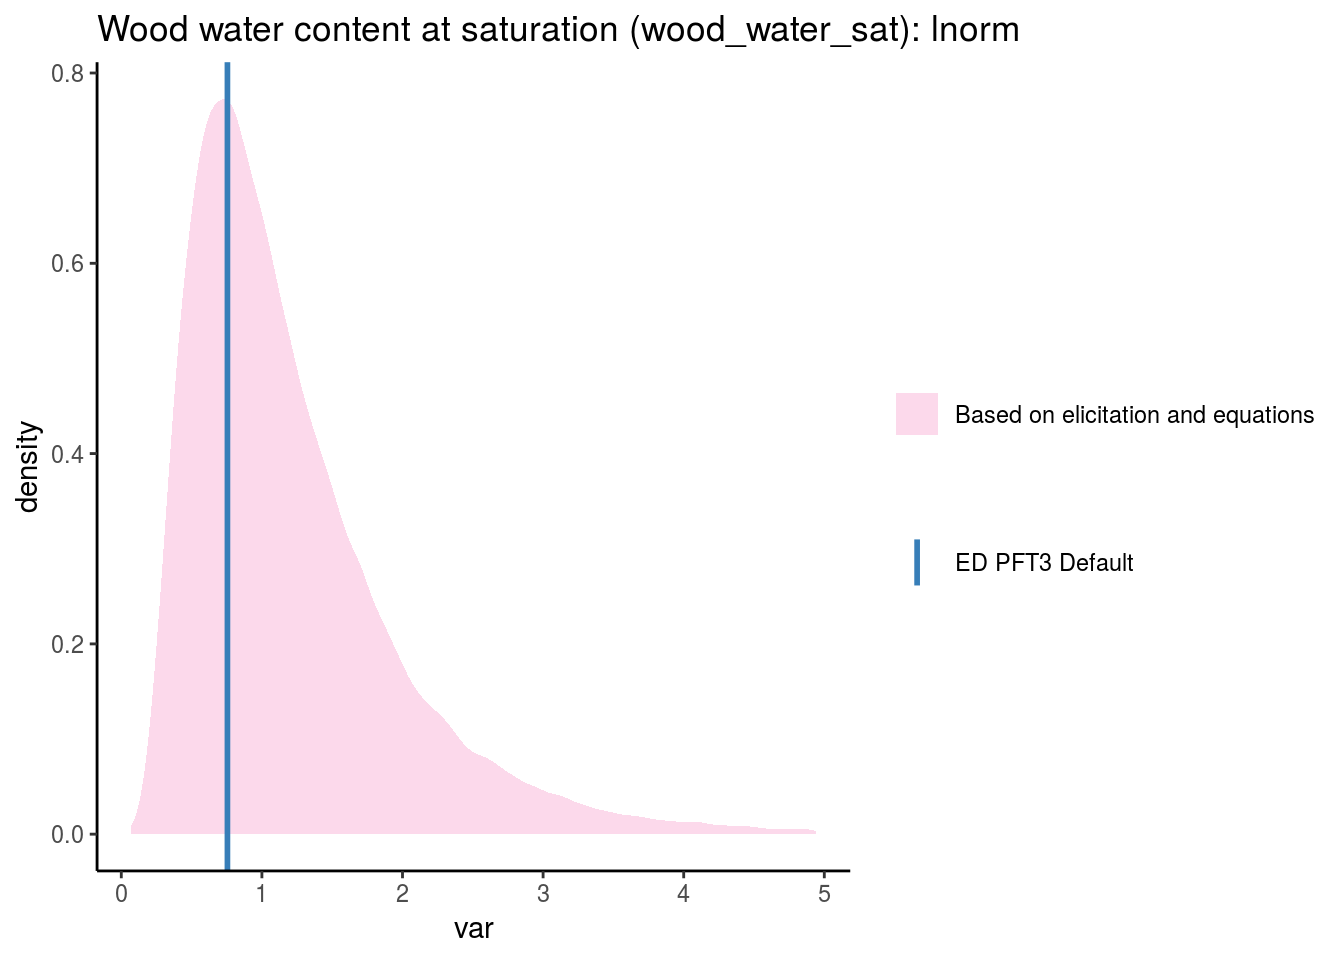 Wood water content at saturation (wood_water_sat): lnorm
0.8
0.6
0.4
0.2
0.0
density
0 1 2 3 4 5
var
Based on elicitation and equations
ED PFT3 Default